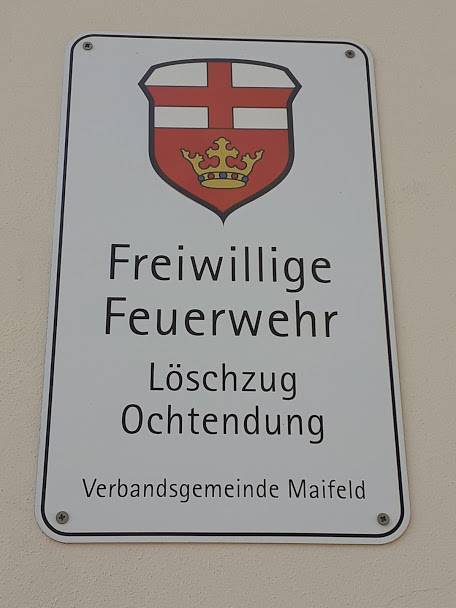 Freiwillige
Feuerwehr
Löschzug
Ochtendung
Verbandsgemeinde Maifeld